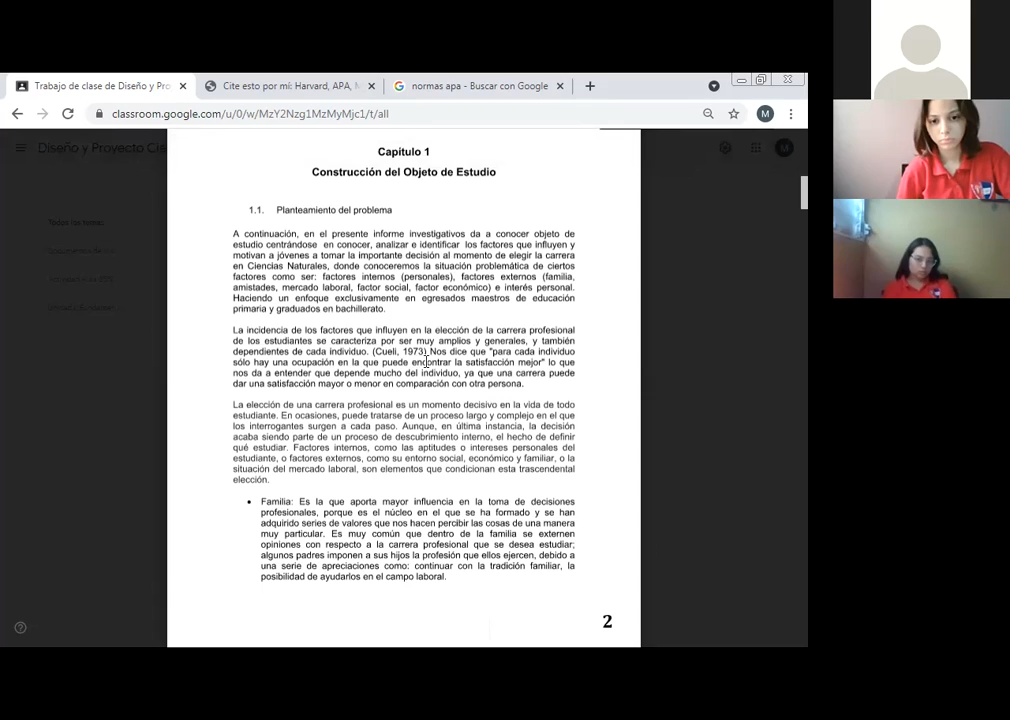 Trabajo de clase de Diseño y Pro
Cite esto por mí: Harvard, APA, M
normas apa - Buscar con Google
classroom.google.com/u/0/w/MzY2Nzg1MzMyMjc1/t/all
M
Diseño y Proyecto
Todos los temas
Capítulo 1
Construcción del Objeto de Estudio
1.1. Planteamiento del problema
A continuación, en el presente informe investigativos da a conocer objeto de
estudio centrándose en conocer, analizar e identificar los factores que influyen y
motivan a jóvenes a tomar la importante decisión al momento de elegir la carrera
en Ciencias Naturales, donde conoceremos la situación problemática de ciertos
factores como ser: factores internos (personales), factores externos (familia,
amistades, mercado laboral, factor social, factor económico) e interés personal.
Haciendo un enfoque exclusivamente en egresados maestros de educación
primaria y graduados en bachillerato.
La incidencia de los factores que influyen en la elección de la carrera profesional
de los estudiantes se caracteriza por ser muy amplios y generales, y también
dependientes de cada individuo. (Cueli, 1973) Nos dice que "para cada individuo
sólo hay una ocupación en la que puede encontrar la satisfacción mejor" lo que
nos da a entender que depende mucho del individuo, ya que una carrera puede
dar una satisfacción mayor o menor en comparación con otra persona.
La elección de una carrera profesional es un momento decisivo en la vida de todo
estudiante. En ocasiones, puede tratarse de un proceso largo y complejo en el que
los interrogantes surgen a cada paso. Aunque, en última instancia, la decisión
acaba siendo parte de un proceso de descubrimiento interno, el hecho de definir
qué estudiar. Factores internos, como las aptitudes o intereses personales del
estudiante, o factores externos, como su entorno social, económico y familiar, o la
situación del mercado laboral, son elementos que condicionan esta trascendental
elección.
• Familia: Es la que aporta mayor influencia en la toma de decisiones
profesionales, porque es el núcleo en el que se ha formado y se han
adquirido series de valores que nos hacen percibir las cosas de una manera
muy particular. Es muy común que dentro de la familia se externen
opiniones con respecto a la carrera profesional que se desea estudiar;
algunos padres imponen a sus hijos la profesión que ellos ejercen, debido a
una serie de apreciaciones como: continuar con la tradición familiar, la
posibilidad de ayudarlos en el campo laboral.
2